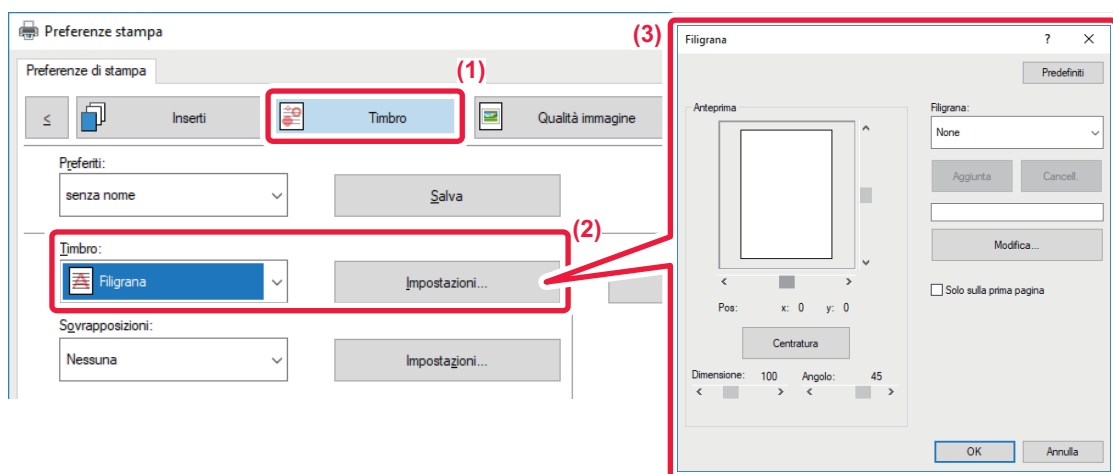 Preferenze stampa
Preferenze di stampa
(1)
<
Inserti
Timbro
Qualità immagine
Preferiti:
senza nome
Salva
(2)
Timbro:
Filigrana
Impostazioni...
Sovrapposizioni:
Nessuna
Impostazioni...
(3)
Filigrana
?
Predefiniti
Anteprima
Filigrana:
None
Aggiunta
Cancell.
Modifica...
Solo sulla prima pagina
Pos: x: 0 y: 0
Centratura
Dimensione: 100 Angolo: 45
OK
Annulla